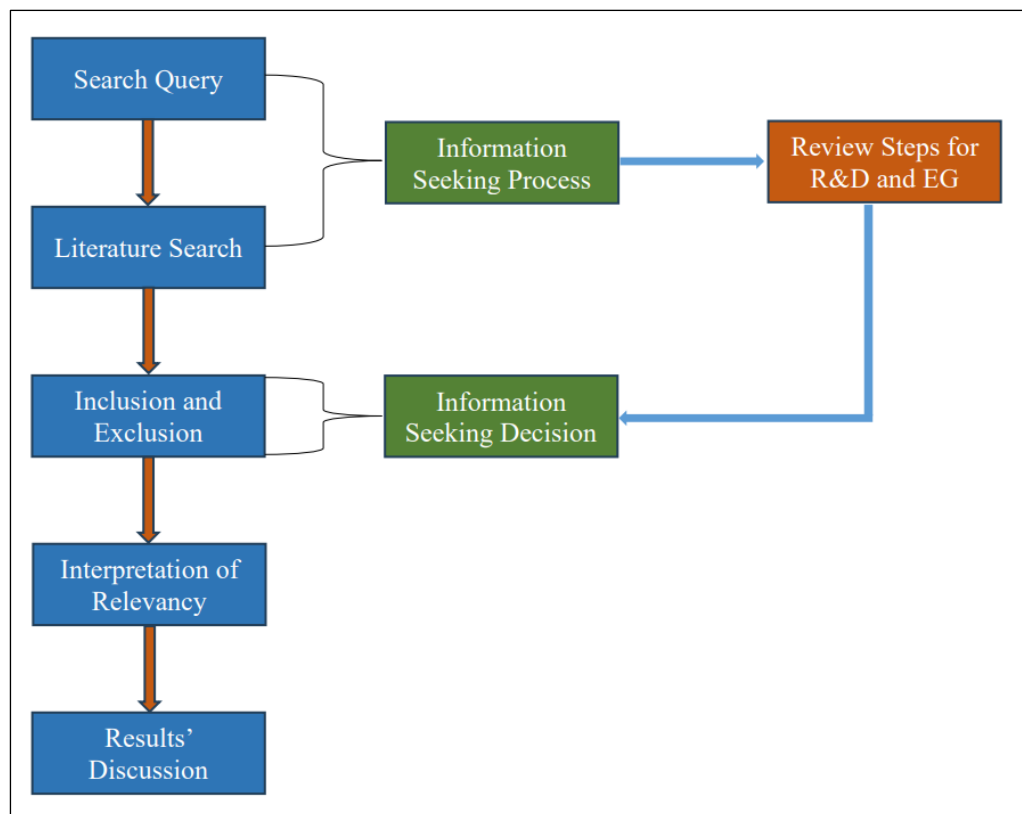 Search Query
Information
Seeking Process
Review Steps for
R&D and EG
Literature Search
Inclusion and
Exclusion
Information
Seeking Decision
Interpretation of
Relevancy
Results’
Discussion